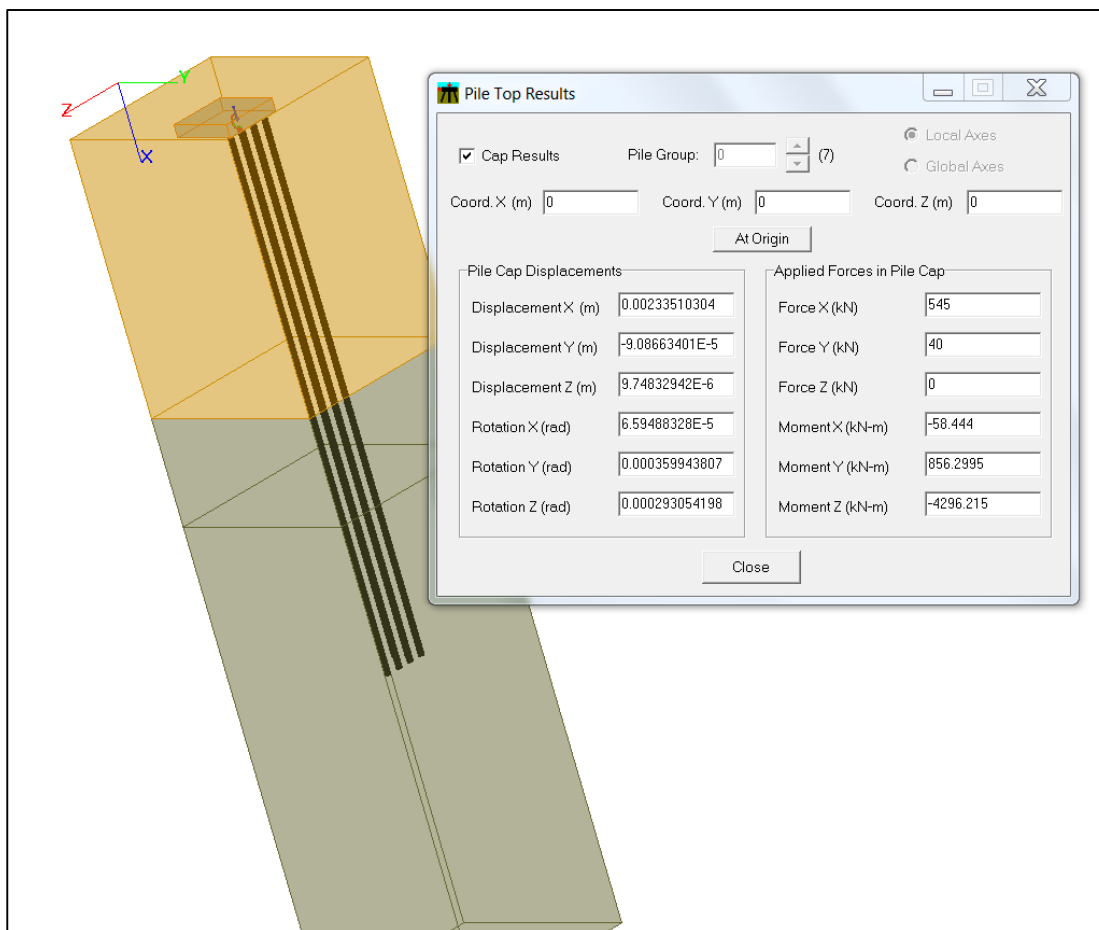 Z
Y
X
Pile Top Results
Cap Results
Pile Group: 0 (7)
Local Axes
Global Axes
Coord. X (m) 0 Coord. Y (m) 0 Coord. Z (m) 0
At Origin
Pile Cap Displacements
Displacement X (m) 0.00233510304
Displacement Y (m) -9.08663401E-5
Displacement Z (m) 9.74832942E-6
Rotation X (rad) 6.59488328E-5
Rotation Y (rad) 0.000359943807
Rotation Z (rad) 0.000293054198
Applied Forces in Pile Cap
Force X (kN) 545
Force Y (kN) 40
Force Z (kN) 0
Moment X (kN-m) -58.444
Moment Y (kN-m) 856.2995
Moment Z (kN-m) -4296.215
Close